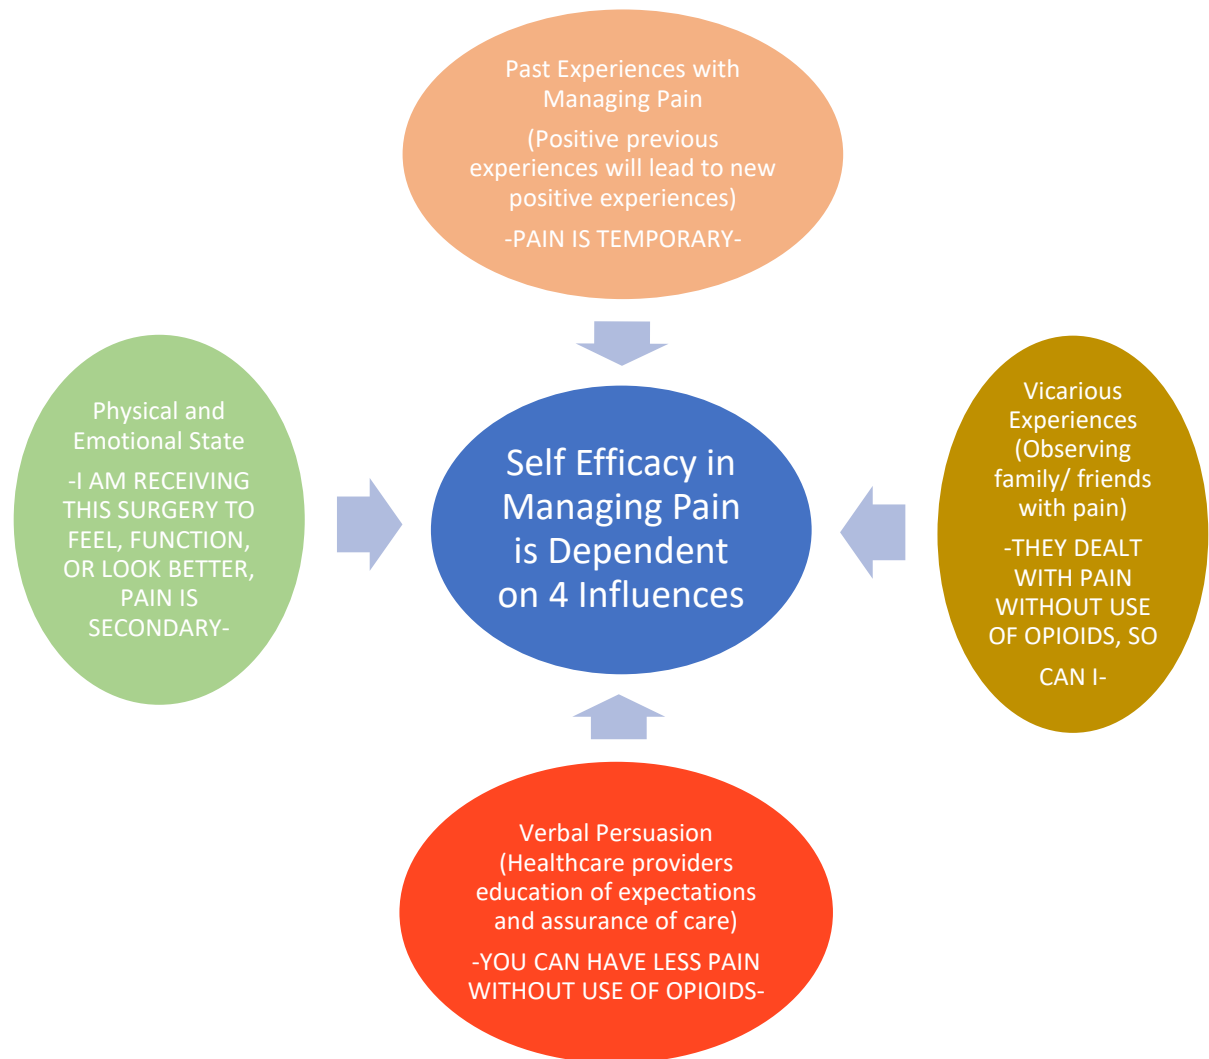 Past Experiences with
Managing Pain
(Positive previous
experiences will lead to new
positive experiences)
-PAIN IS TEMPORARY-
Physical and
Emotional State
-I AM RECEIVING
THIS SURGERY TO
FEEL, FUNCTION,
OR LOOK BETTER,
PAIN IS
SECONDARY-
Self Efficacy in
Managing Pain
is Dependent
on 4 Influences
Vicarious
Experiences
(Observing
family/ friends
with pain)
-THEY DEALT
WITH PAIN
WITHOUT USE
OF OPIOIDS, SO
CAN I-
Verbal Persuasion
(Healthcare providers
education of expectations
and assurance of care)
-YOU CAN HAVE LESS PAIN
WITHOUT USE OF OPIOIDS-